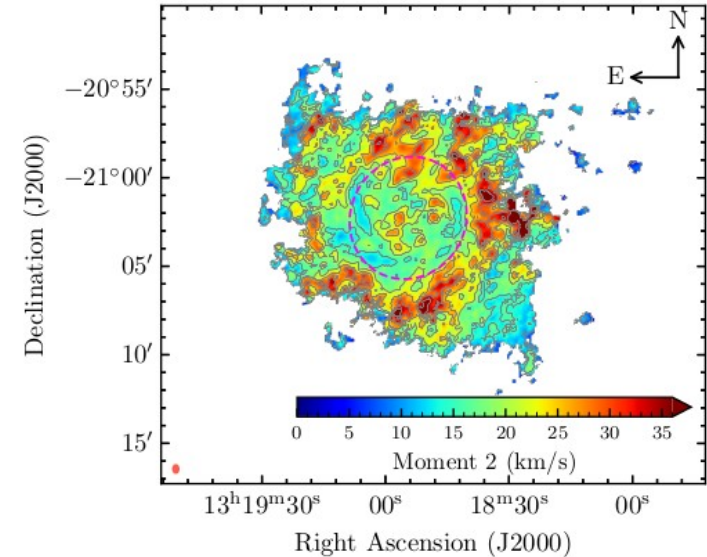 N
E
−20°55′
−21°00′
05′
10′
15′
Declination (J2000)
0 5 10 15 20 25 30 35
Moment 2 (km/s)
13ʰ19ᵐ30ˢ 00ˢ 18ᵐ30ˢ 00ˢ
Right Ascension (J2000)